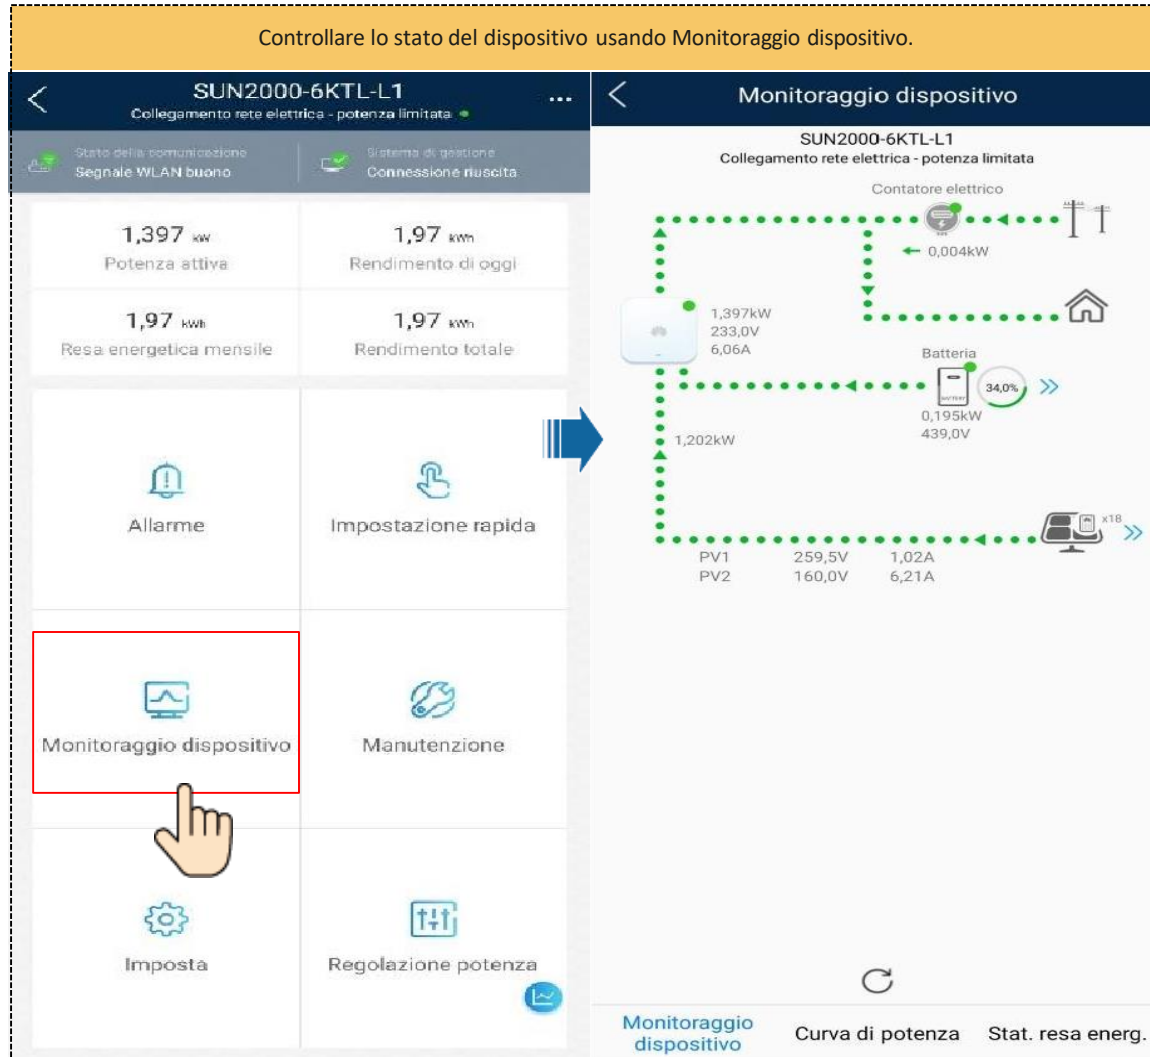 Controllare lo stato del dispositivo usando Monitoraggio dispositivo.
SUN2000-6KTL-L1
Collegamento rete elettrica - potenza limitata
Stato della comunicazione
Segnale WLAN buono
Sistema di gestione
Connessione riuscita
1,397 kW
Potenza attiva
1,97 kWh
Rendimento di oggi
1,97 kWh
Resa energetica mensile
1,97 kWh
Rendimento totale
Allarme
Impostazione rapida
Monitoraggio dispositivo
Manutenzione
Imposta
Regolazione potenza
Monitoraggio dispositivo
SUN2000-6KTL-L1
Collegamento rete elettrica - potenza limitata
Contatore elettrico
0,004kW
1,397kW
233,0V
6,06A
Batteria
BATTERY
34,0%
0,195kW
439,0V
1,202kW
x18
PV1 259,5V 1,02A
PV2 160,0V 6,21A
Monitoraggio
dispositivo
Curva di potenza
Stat. resa energ.